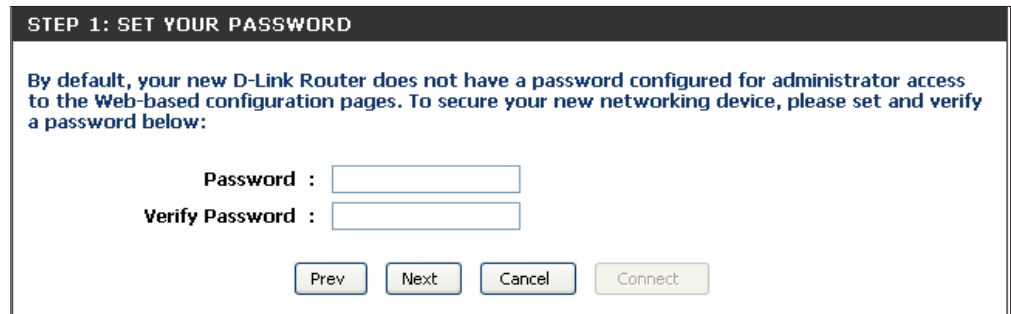 STEP 1: SET YOUR PASSWORD
By default, your new D-Link Router does not have a password configured for administrator access
to the Web-based configuration pages. To secure your new networking device, please set and verify
a password below:
Password :
Verify Password :
Prev Next Cancel Connect